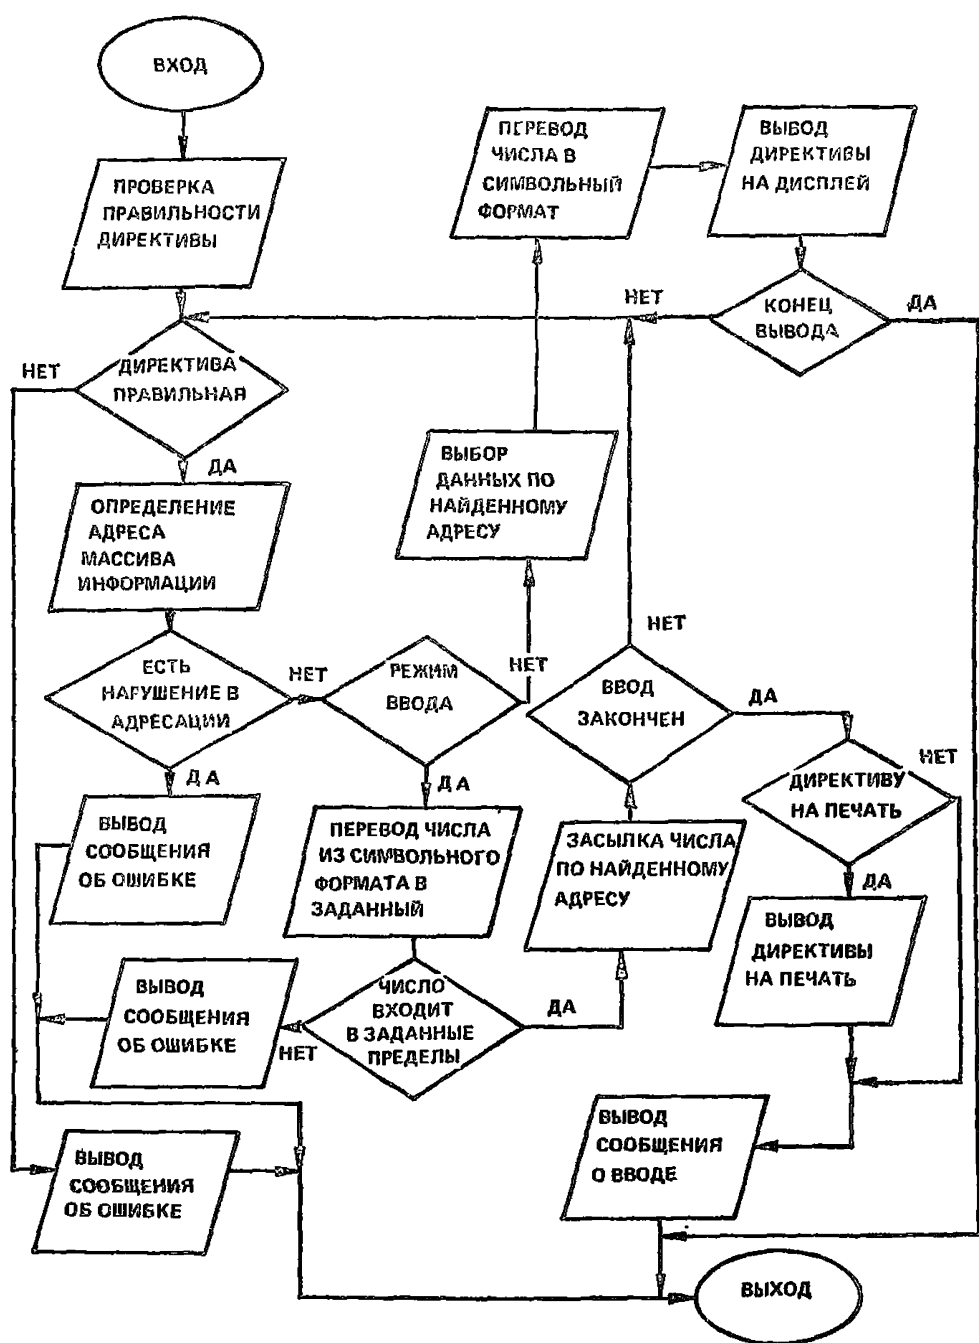 ВХОД
ПРОВЕРКА
ПРАВИЛЬНОСТИ
ДИРЕКТИВЫ
ПЕРЕВОД
ЧИСЛА В
СИМВОЛЬНЫЙ
ФОРМАТ
ВЫВОД
ДИРЕКТИВЫ
НА ДИСПЛЕЙ
НЕТ
КОНЕЦ
ВЫВОДА
ДА
НЕТ
ДИРЕКТИВА
ПРАВИЛЬНАЯ
ДА
ВЫБОР
ДАННЫХ ПО
НАЙДЕННОМУ
АДРЕСУ
ОПРЕДЕЛЕНИЕ
АДРЕСА
МАССИВА
ИНФОРМАЦИИ
НЕТ
ЕСТЬ
НАРУШЕНИЕ В
АДРЕСАЦИИ
НЕТ
РЕЖИМ
ВВОДА
НЕТ
ВВОД
ЗАКОНЧЕН
ДА
ДА
ДА
ДИРЕКТИВУ
НА ПЕЧАТЬ
НЕТ
ВЫВОД
СООБЩЕНИЯ
ОБ ОШИБКЕ
ПЕРЕВОД ЧИСЛА
ИЗ СИМВОЛЬНОГО
ФОРМАТА В
ЗАДАННЫЙ
ЗАСЫЛКА ЧИСЛА
ПО НАЙДЕННОМУ
АДРЕСУ
ДА
ВЫВОД
ДИРЕКТИВЫ
НА ПЕЧАТЬ
ВЫВОД
СООБЩЕНИЯ
ОБ ОШИБКЕ
НЕТ
ЧИСЛО
ВХОДИТ
В ЗАДАННЫЕ
ПРЕДЕЛЫ
ДА
ВЫВОД
СООБЩЕНИЯ
О ВВОДЕ
ВЫВОД
СООБЩЕНИЯ
ОБ ОШИБКЕ
ВЫХОД